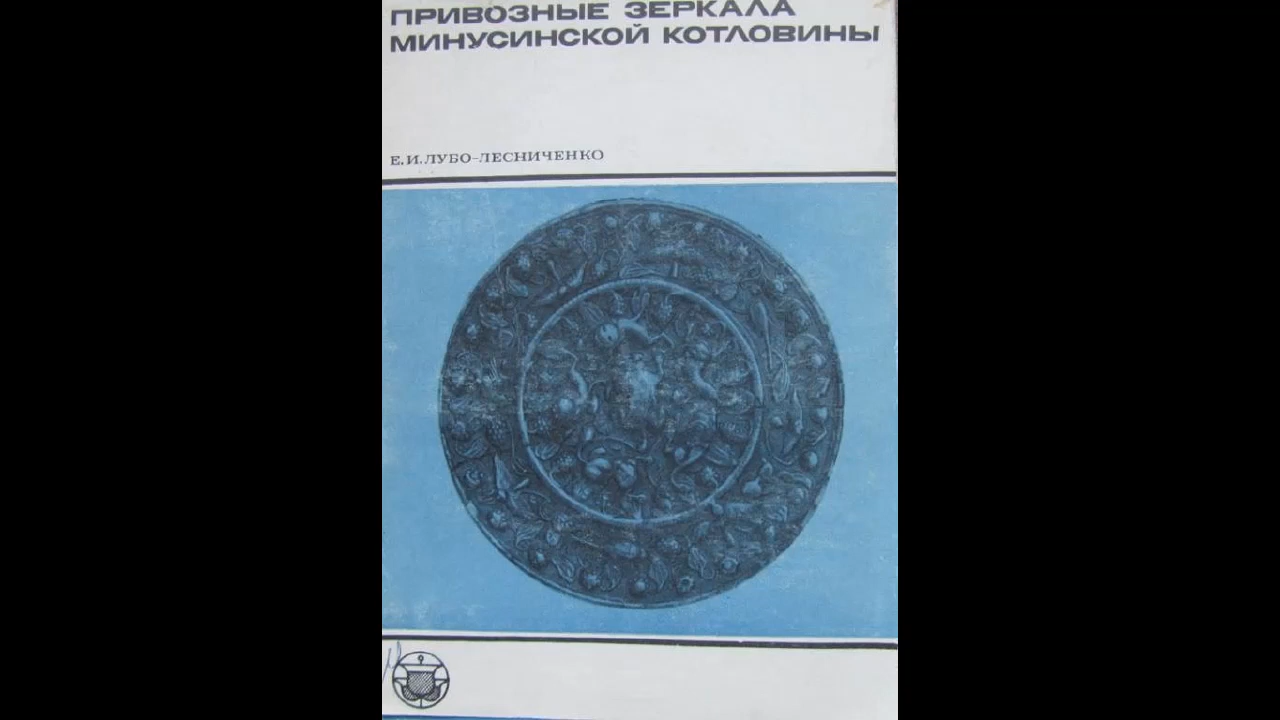 ПРИВОЗНЫЕ ЗЕРКАЛА
МИНУСИНСКОЙ КОТЛОВИНЫ
Е. И. ЛУБО-ЛЕСНИЧЕНКО